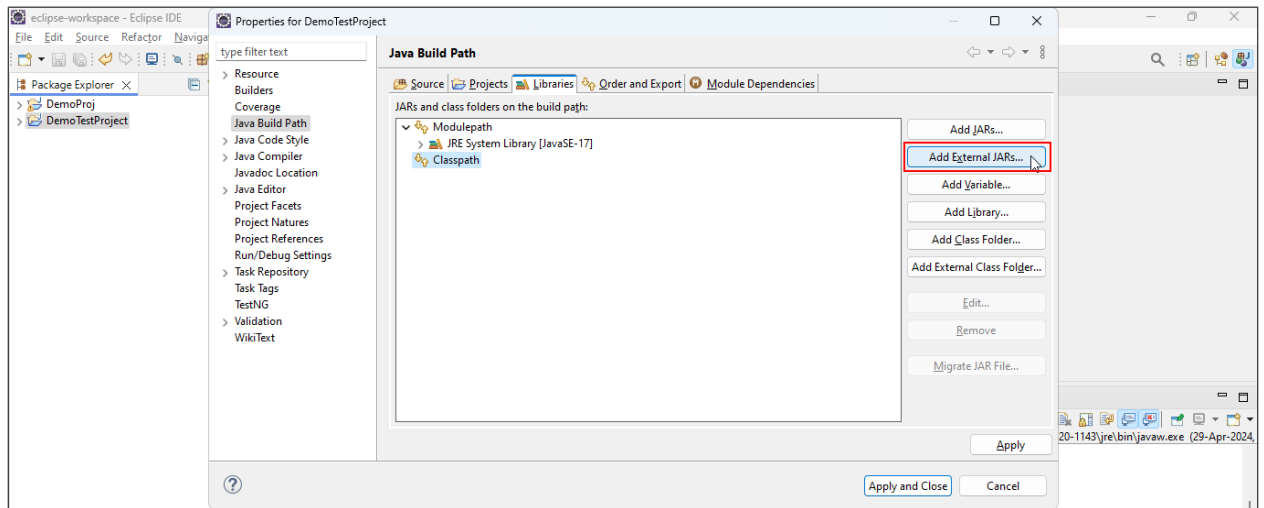 eclipse-workspace - Eclipse IDE
File Edit Source Refactor Naviga
Package Explorer
DemoProj
DemoTestProject
Properties for DemoTestProject
type filter text
Resource
Builders
Coverage
Java Build Path
Java Code Style
Java Compiler
Javadoc Location
Java Editor
Project Facets
Project Natures
Project References
Run/Debug Settings
Task Repository
Task Tags
TestNG
Validation
WikiText
Java Build Path
Source Projects Libraries Order and Export Module Dependencies
JARs and class folders on the build path:
Modulepath
JRE System Library [JavaSE-17]
Classpath
Add JARs...
Add External JARs...
Add Variable...
Add Library...
Add Class Folder...
Add External Class Folder...
Edit...
Remove
Migrate JAR File...
Apply
Apply and Close Cancel
20-1143\jre\bin\javaw.exe (29-Apr-2024,